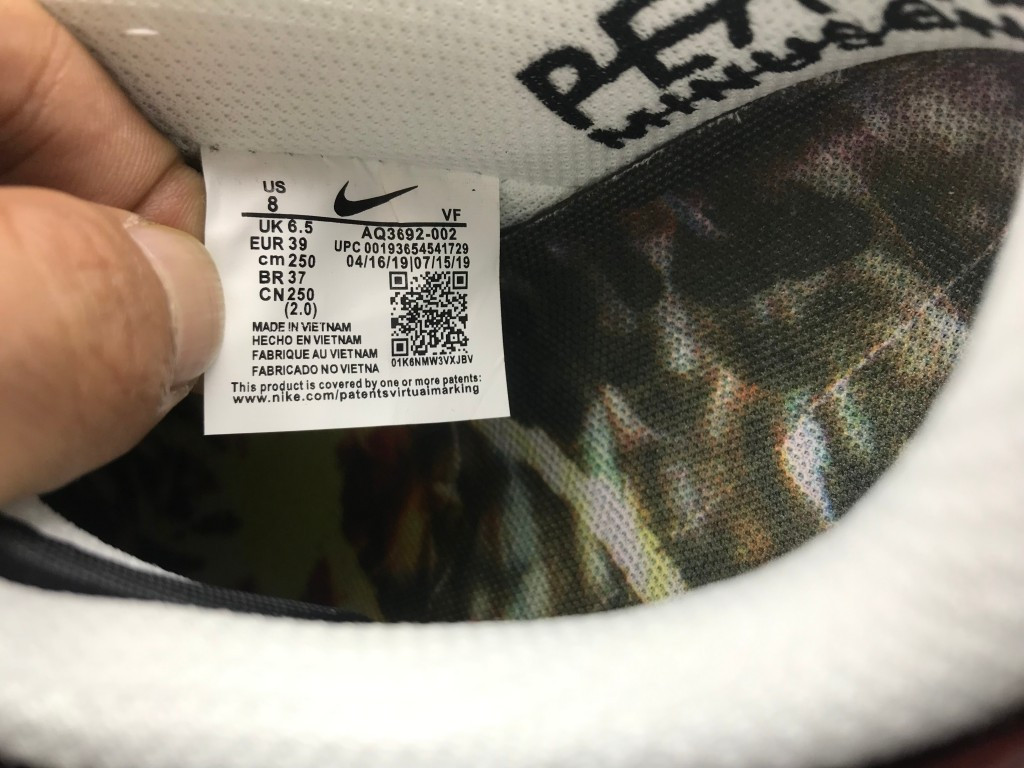 US
8
VF
UK 6.5
EUR 39
cm 250
BR 37
CN 250
(2.0)
AQ3692-002
UPC 00193654541729
04/16/19|07/15/19
MADE IN VIETNAM
HECHO EN VIETNAM
FABRIQUE AU VIETNAM
FABRICADO NO VIETNA
01K6NMW3VXJBV
This product is covered by one or more patents:
www.nike.com/patentsvirtualmarking